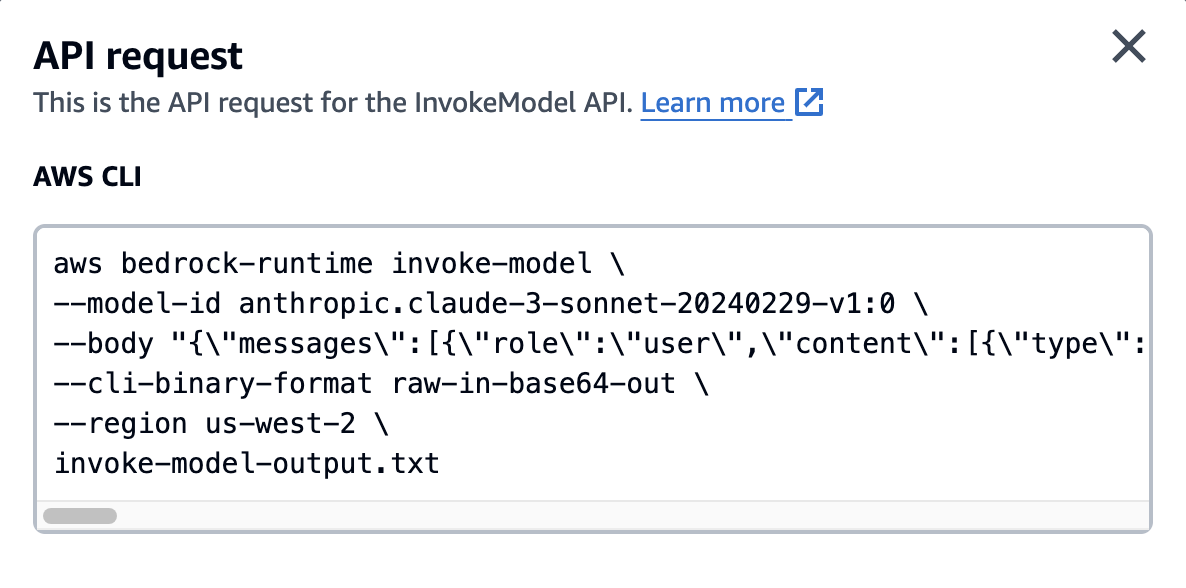 API request
This is the API request for the InvokeModel API. Learn more
AWS CLI
aws bedrock-runtime invoke-model \
--model-id anthropic.claude-3-sonnet-20240229-v1:0 \
--body "{\"messages\":[{\"role\":\"user\",\"content\":[{\"type\":
--cli-binary-format raw-in-base64-out \
--region us-west-2 \
invoke-model-output.txt